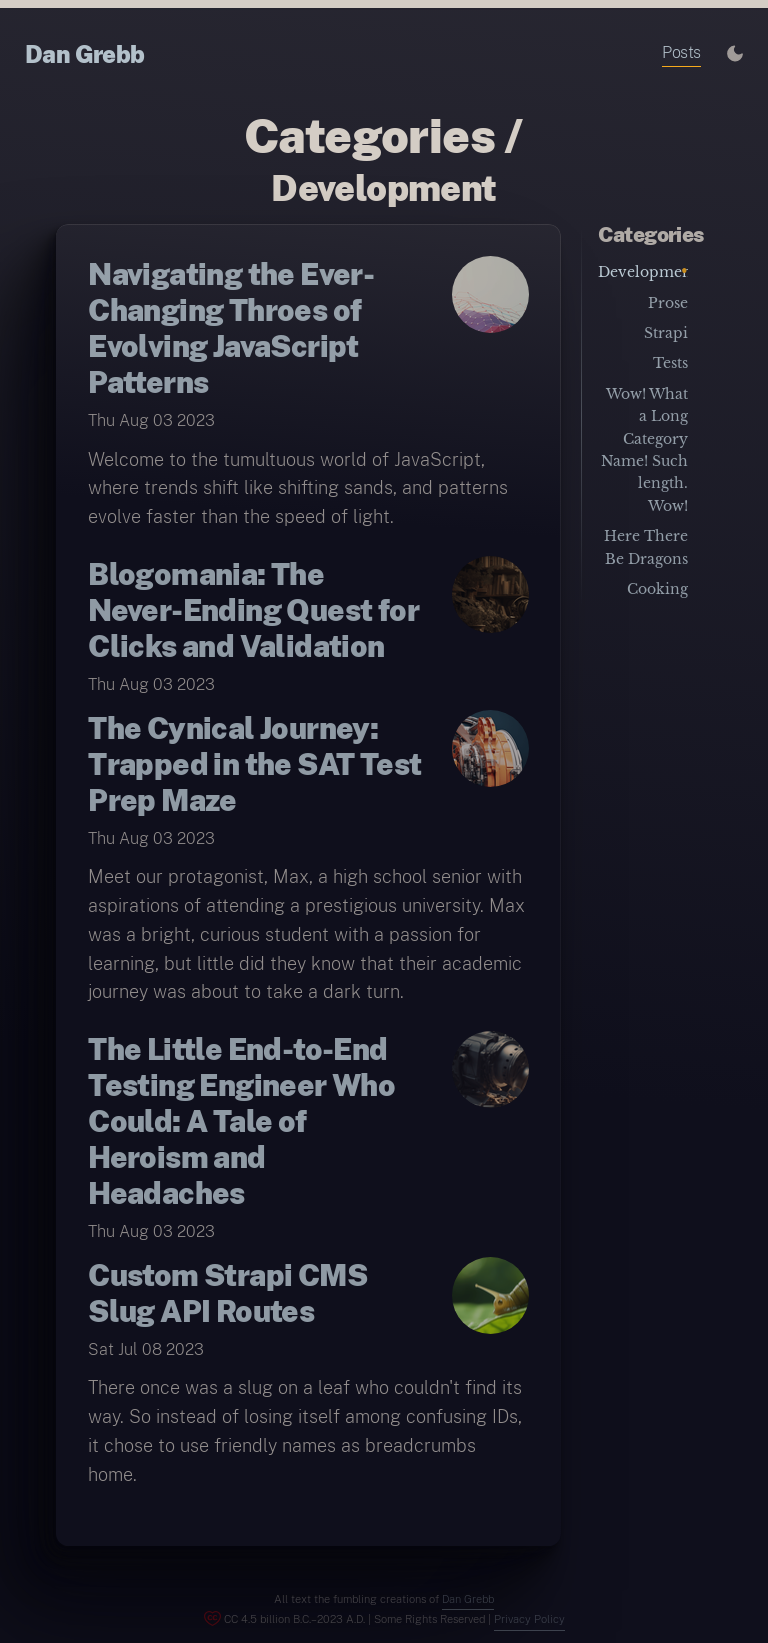 Dan Grebb
Posts
Categories /
Development
Navigating the Ever-
Changing Throes of
Evolving JavaScript
Patterns
Thu Aug 03 2023
Welcome to the tumultuous world of JavaScript,
where trends shift like shifting sands, and patterns
evolve faster than the speed of light.
Blogomania: The
Never-Ending Quest for
Clicks and Validation
Thu Aug 03 2023
The Cynical Journey:
Trapped in the SAT Test
Prep Maze
Thu Aug 03 2023
Meet our protagonist, Max, a high school senior with
aspirations of attending a prestigious university. Max
was a bright, curious student with a passion for
learning, but little did they know that their academic
journey was about to take a dark turn.
The Little End-to-End
Testing Engineer Who
Could: A Tale of
Heroism and
Headaches
Thu Aug 03 2023
Custom Strapi CMS
Slug API Routes
Sat Jul 08 2023
There once was a slug on a leaf who couldn't find its
way. So instead of losing itself among confusing IDs,
it chose to use friendly names as breadcrumbs
home.
Categories
Prose
Strapi
Tests
Wow! What
a Long
Category
Name! Such
length.
Wow!
Here There
Be Dragons
Cooking
All text the fumbling creations of Dan Grebb
CC 4.5 billion B.C.–2023 A.D. | Some Rights Reserved | Privacy Policy